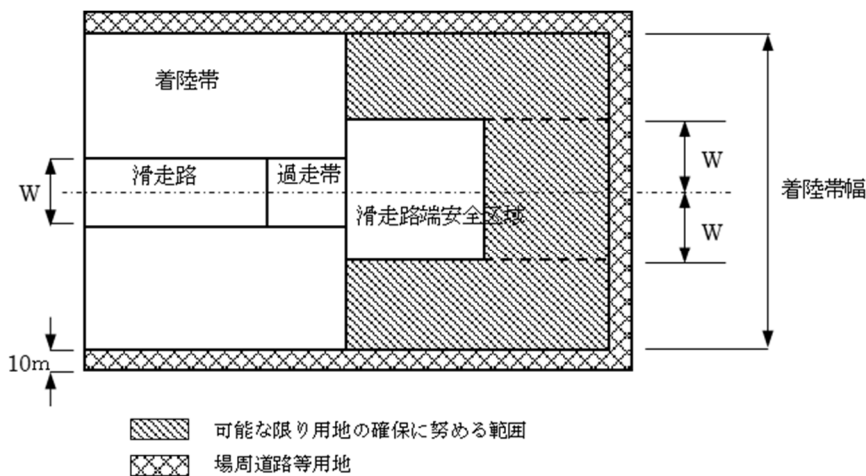 着陸帯
W
滑走路
過走帯
滑走路端安全区域
W
W
着陸帯幅
10m
可能な限り用地の確保に努める範囲
場周道路等用地